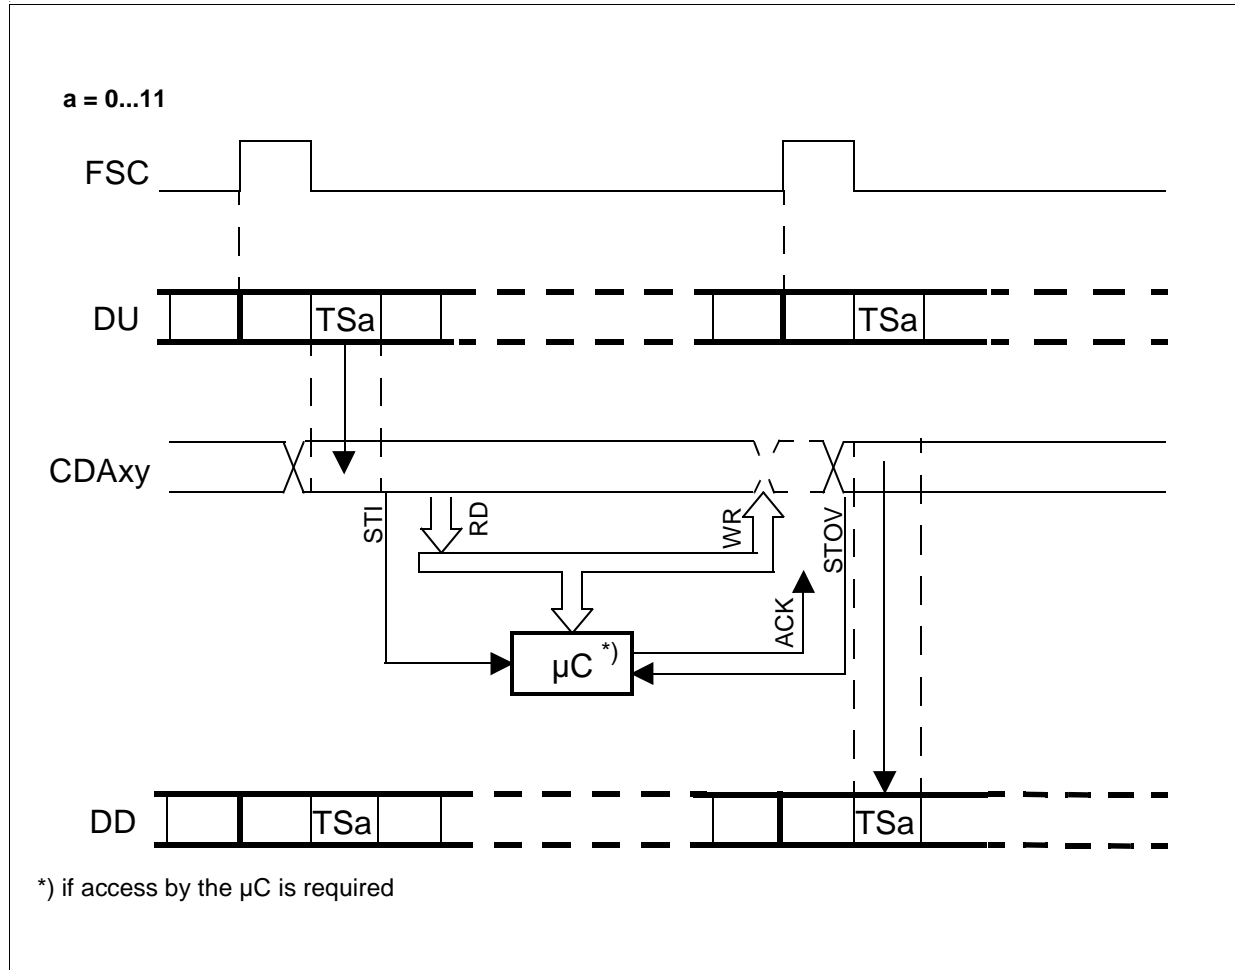 a = 0...11
FSC
DU
TSa
TSa
CDAxy
STI
RD
WR
STOV
ACK
µC *)
DD
TSa
TSa
*) if access by the µC is required